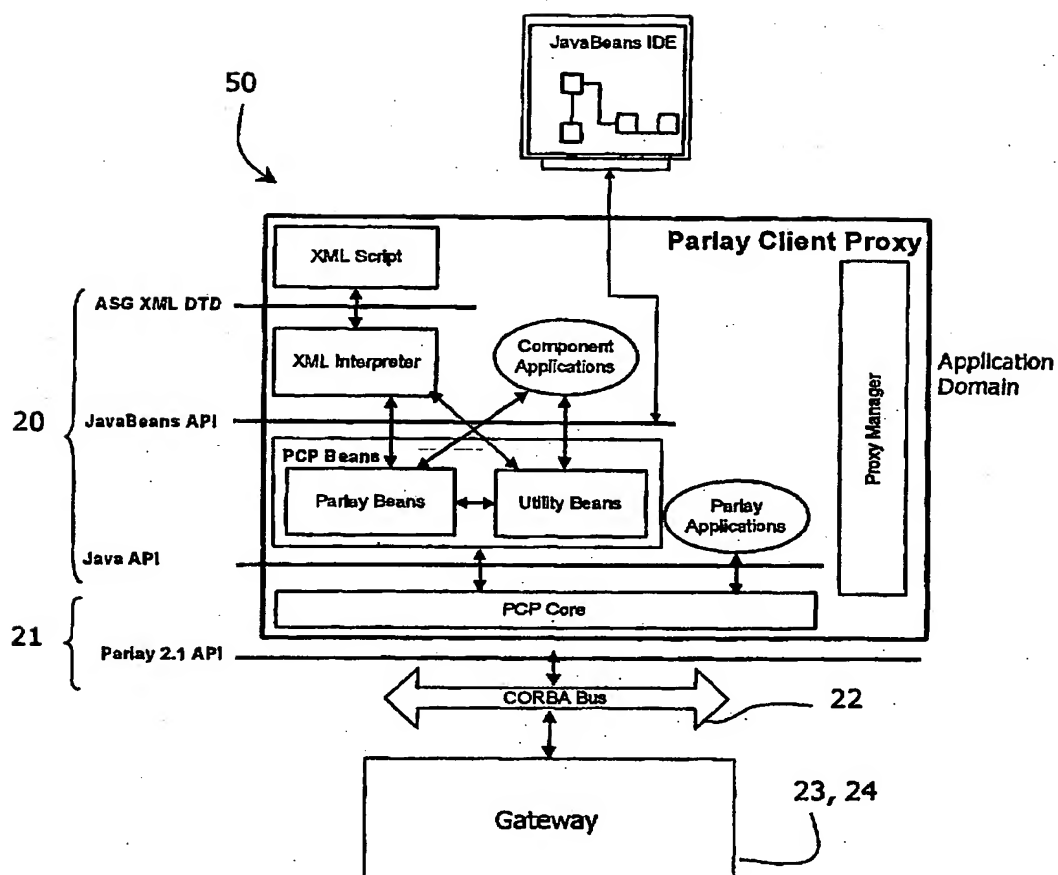 JavaBeans IDE
50
Parlay Client Proxy
XML Script
ASG XML DTD
XML Interpreter
Component
Applications
Application
Domain
20
JavaBeans API
Proxy Manager
PCP Beans
Parlay Beans
Utility Beans
Parlay
Applications
Java API
PCP Core
21
Parlay 2.1 API
CORBA Bus
22
23, 24
Gateway